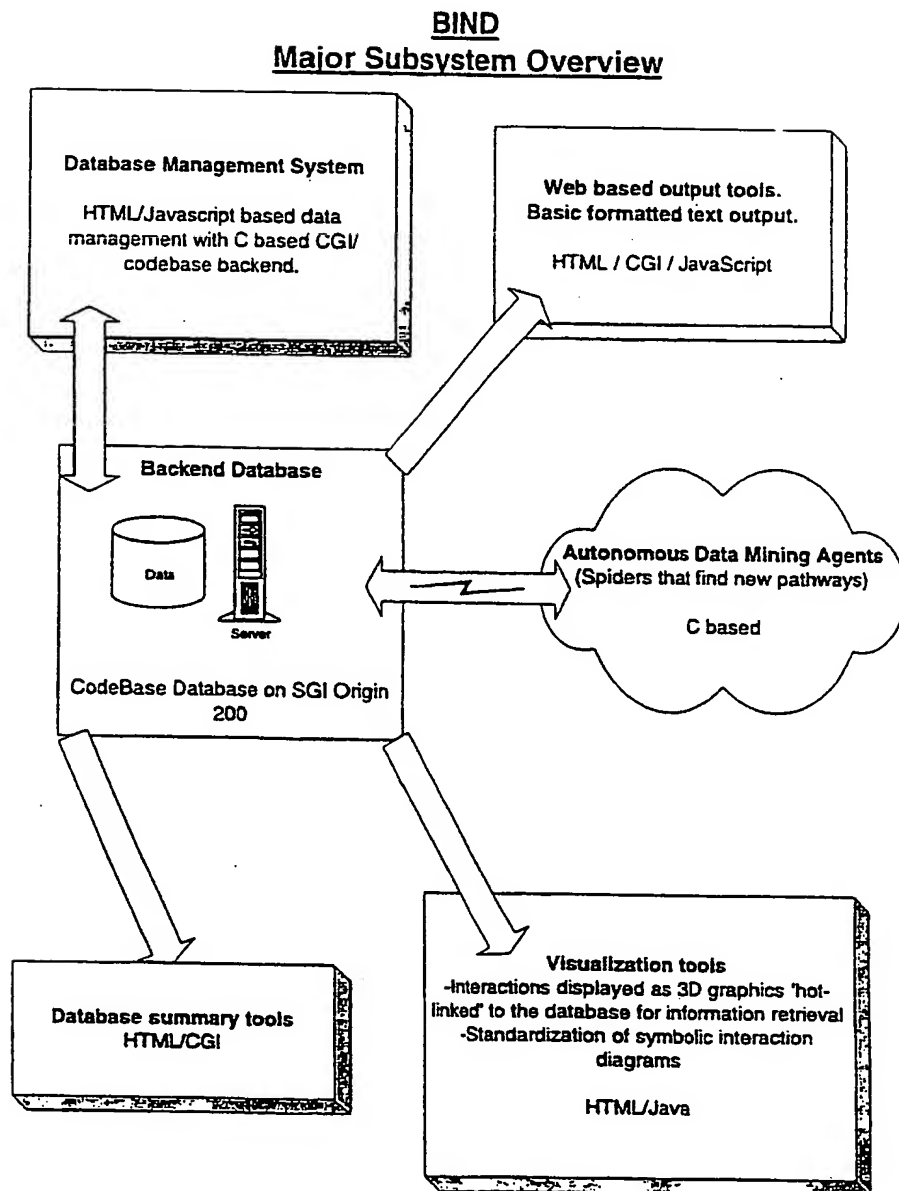 BIND
Major Subsystem Overview
Database Management System
HTML/Javascript based data
management with C based CGI/
codebase backend.
Web based output tools.
Basic formatted text output.
HTML / CGI / JavaScript
Backend Database
Data
Server
CodeBase Database on SGI Origin
200
Autonomous Data Mining Agents
(Spiders that find new pathways)
C based
Database summary tools
HTML/CGI
Visualization tools
-Interactions displayed as 3D graphics 'hot-
linked' to the database for information retrieval
-Standardization of symbolic interaction
diagrams
HTML/Java